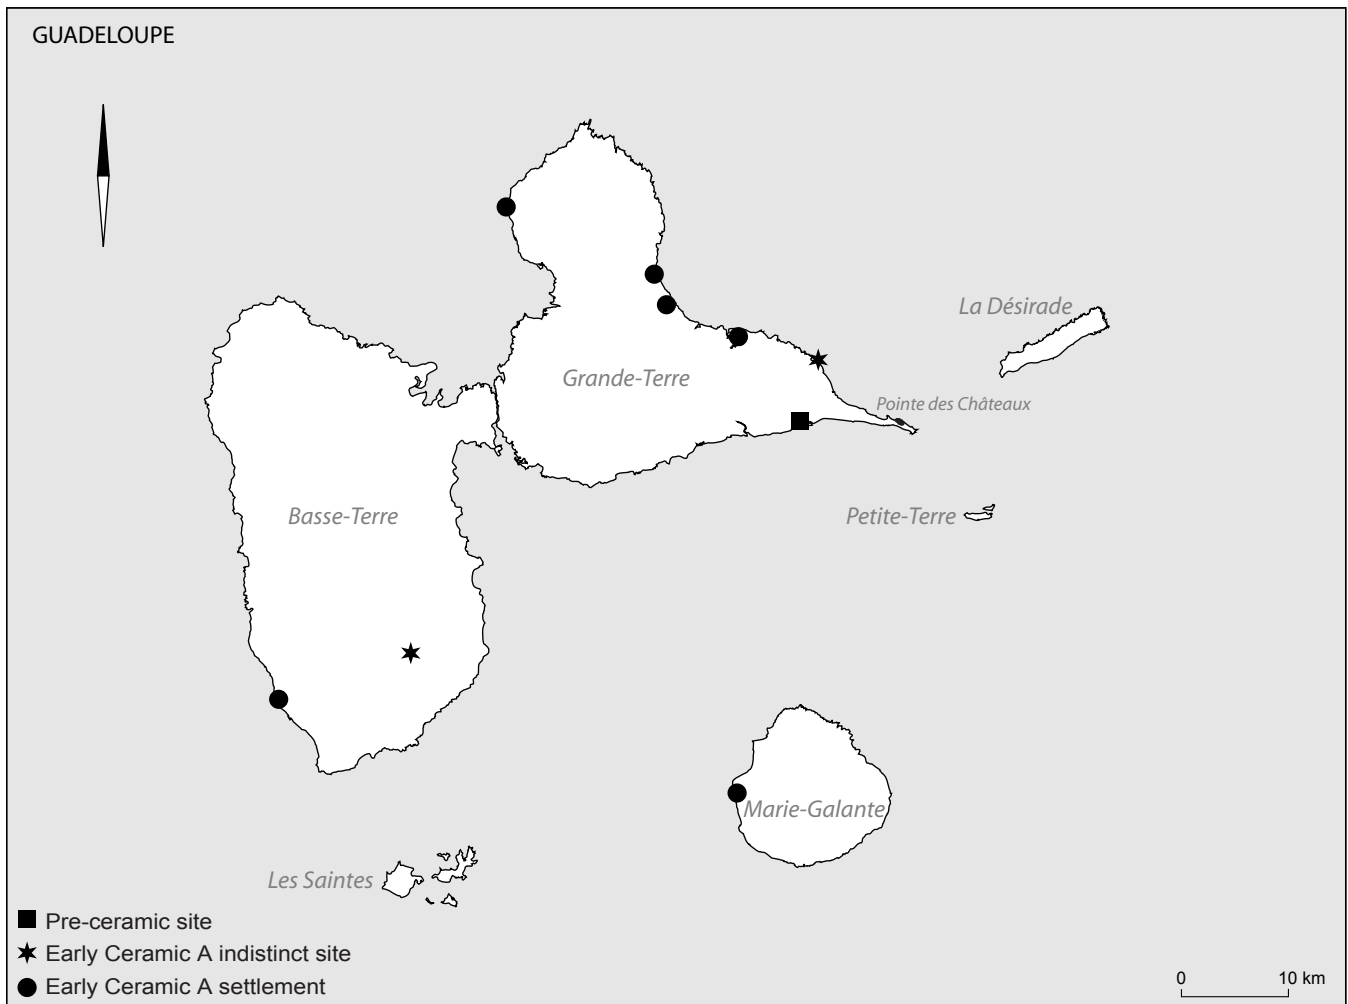 GUADELOUPE
La Désirade
Grande-Terre
Pointe des Châteaux
Basse-Terre
Petite-Terre
Marie-Galante
Les Saintes
Pre-ceramic site
Early Ceramic A indistinct site
Early Ceramic A settlement
0 10 km